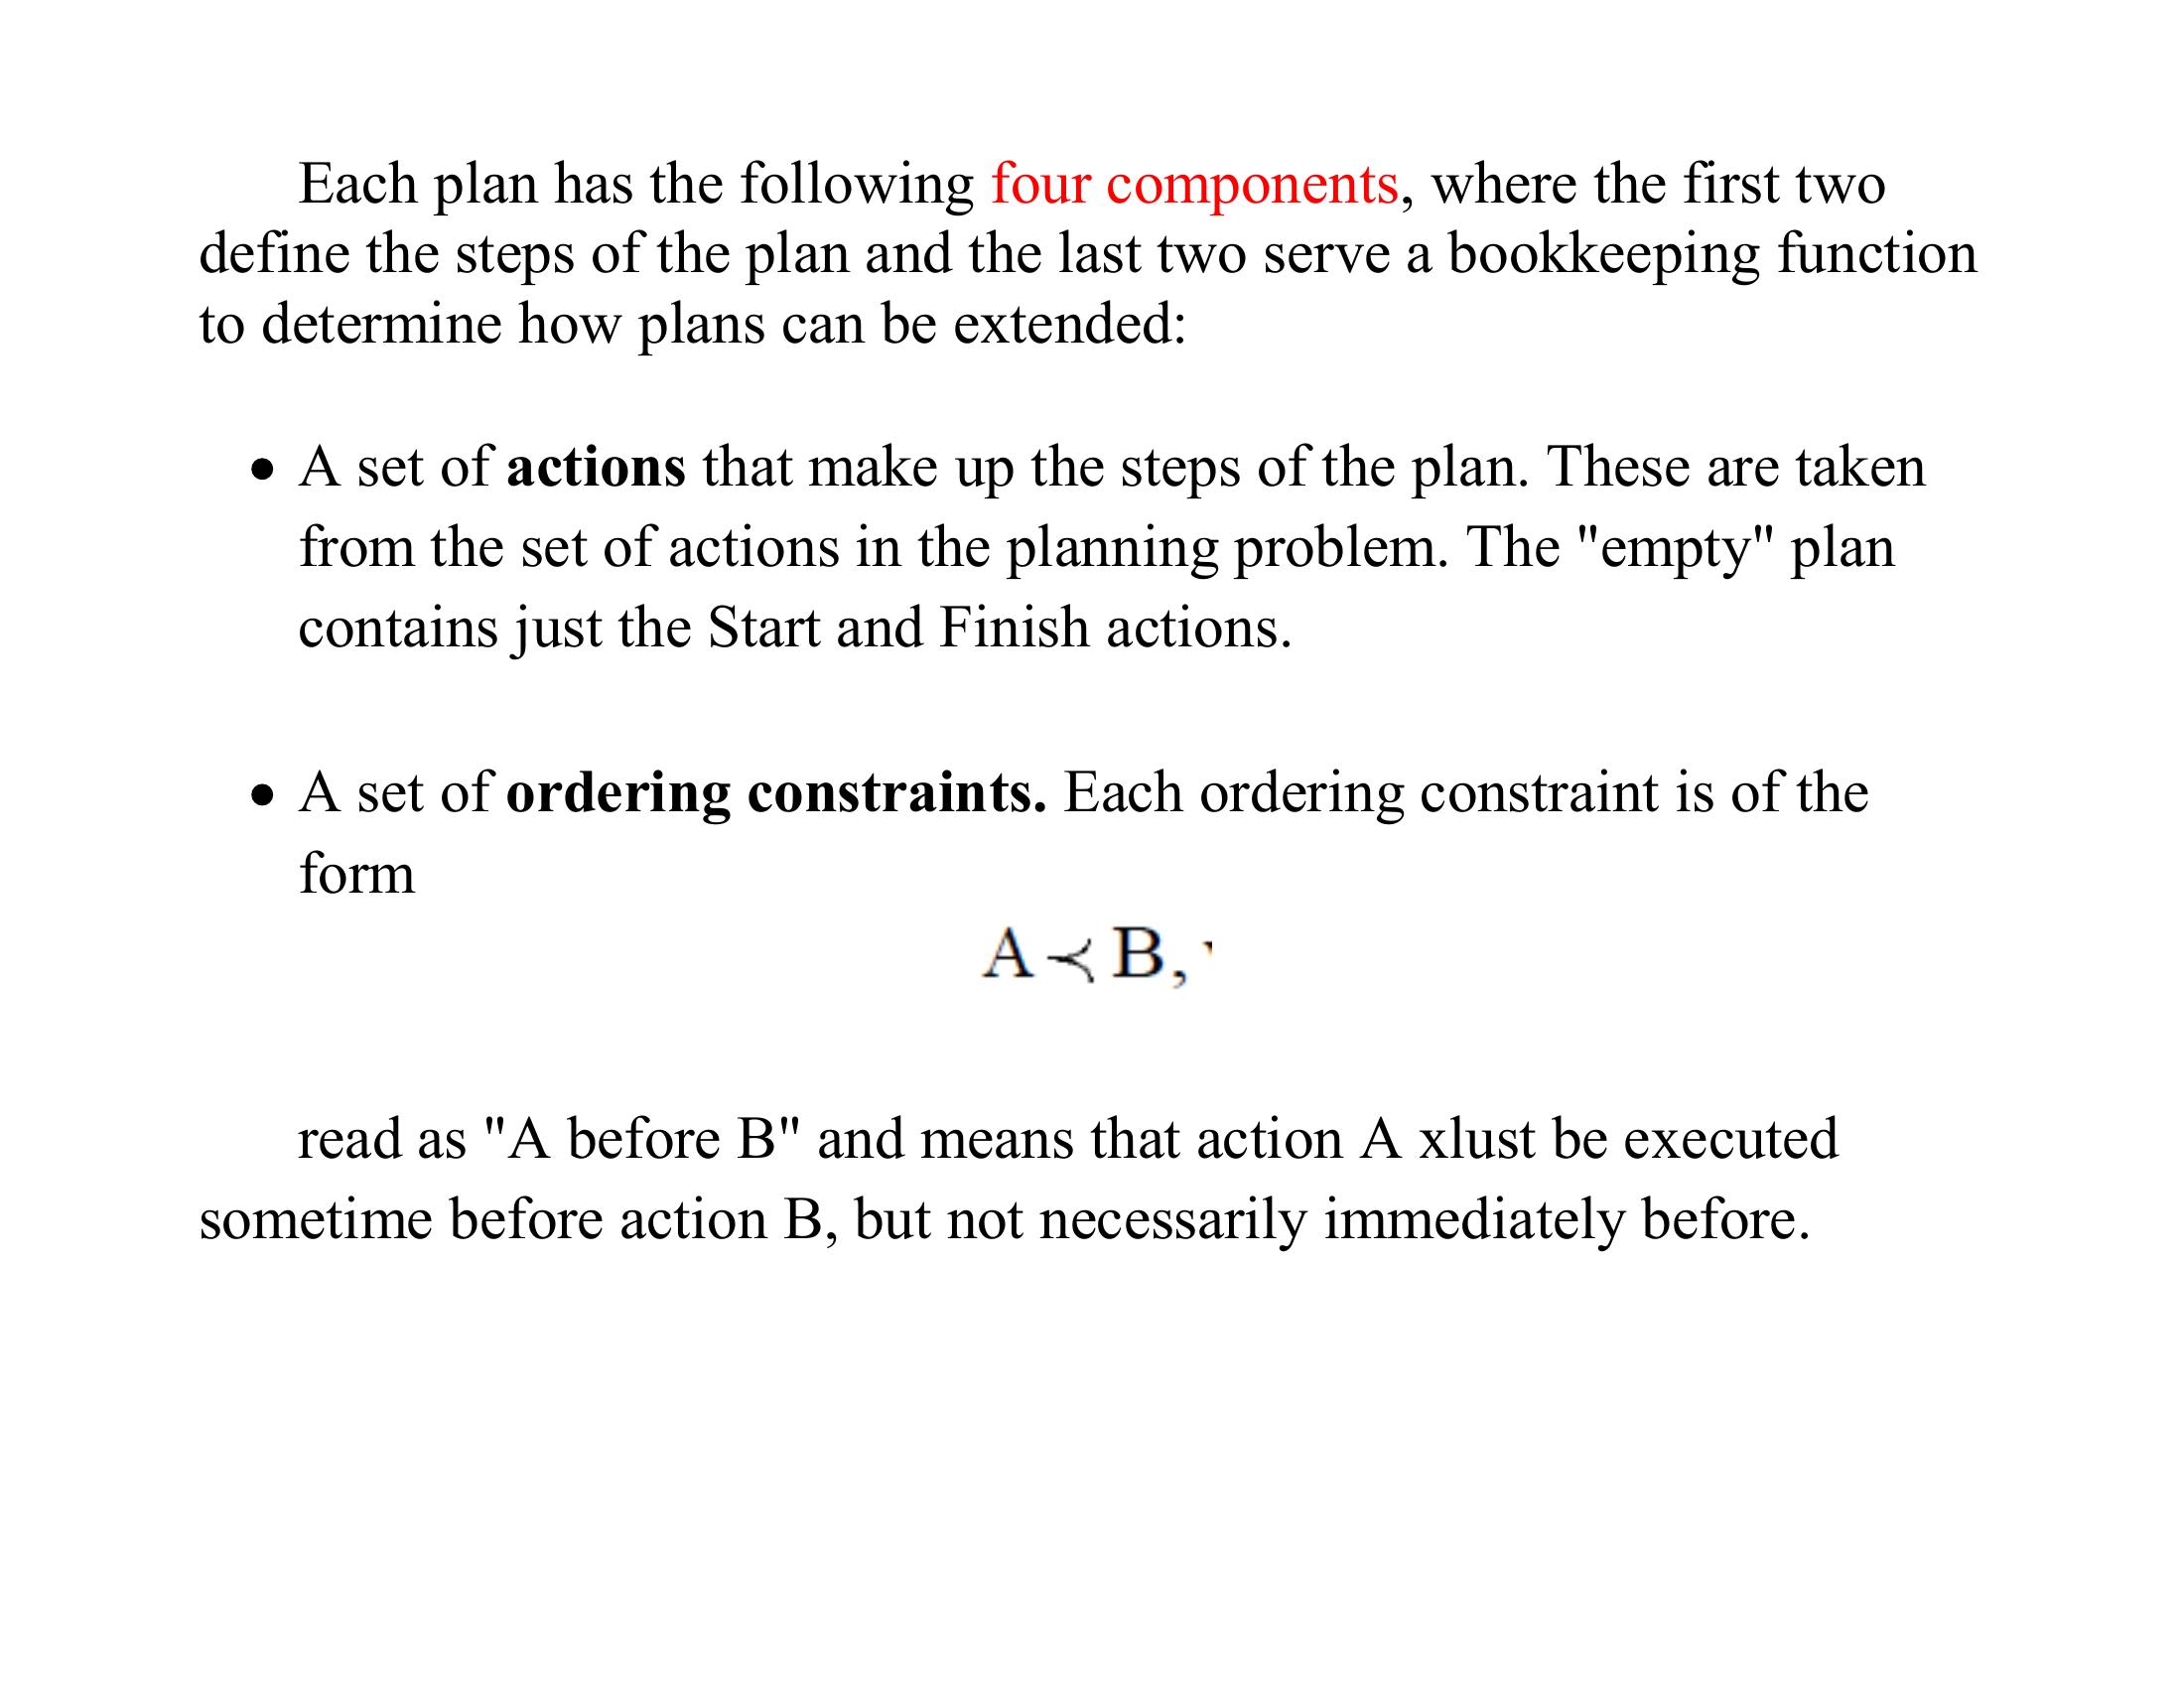 Each plan has the following four components, where the first two
define the steps of the plan and the last two serve a bookkeeping function
to determine how plans can be extended:
• A set of actions that make up the steps of the plan. These are taken
from the set of actions in the planning problem. The "empty" plan
contains just the Start and Finish actions.
• A set of ordering constraints. Each ordering constraint is of the
form
A ≺ B,
read as "A before B" and means that action A xlust be executed
sometime before action B, but not necessarily immediately before.